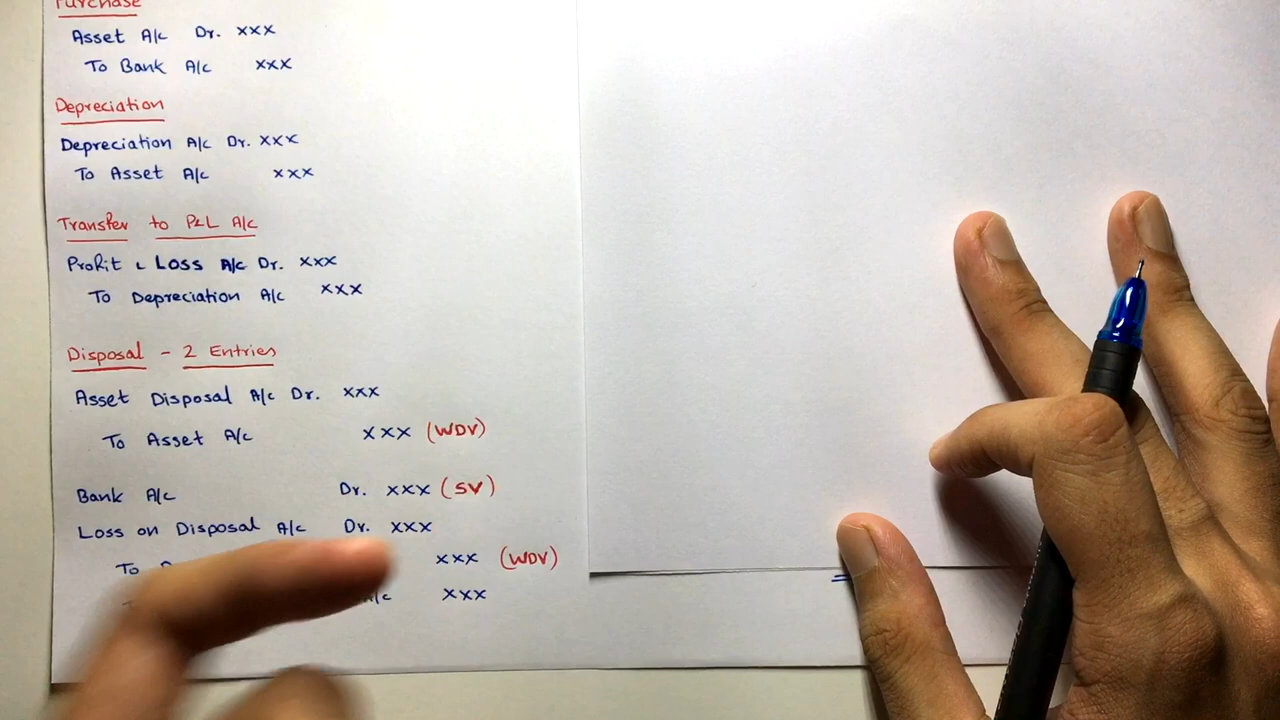 Purchase
Asset A/c Dr. xxx
To Bank A/c xxx
Depreciation
Depreciation A/c Dr. xxx
To Asset A/c xxx
Transfer to P&L A/c
Profit & Loss A/c Dr. xxx
To Depreciation A/c xxx
Disposal - 2 Entries
Asset Disposal A/c Dr. xxx
To Asset A/c xxx (WDV)
Bank A/c Dr. xxx (SV)
Loss on Disposal A/c Dr. xxx
To xxx (WDV)
A/c xxx